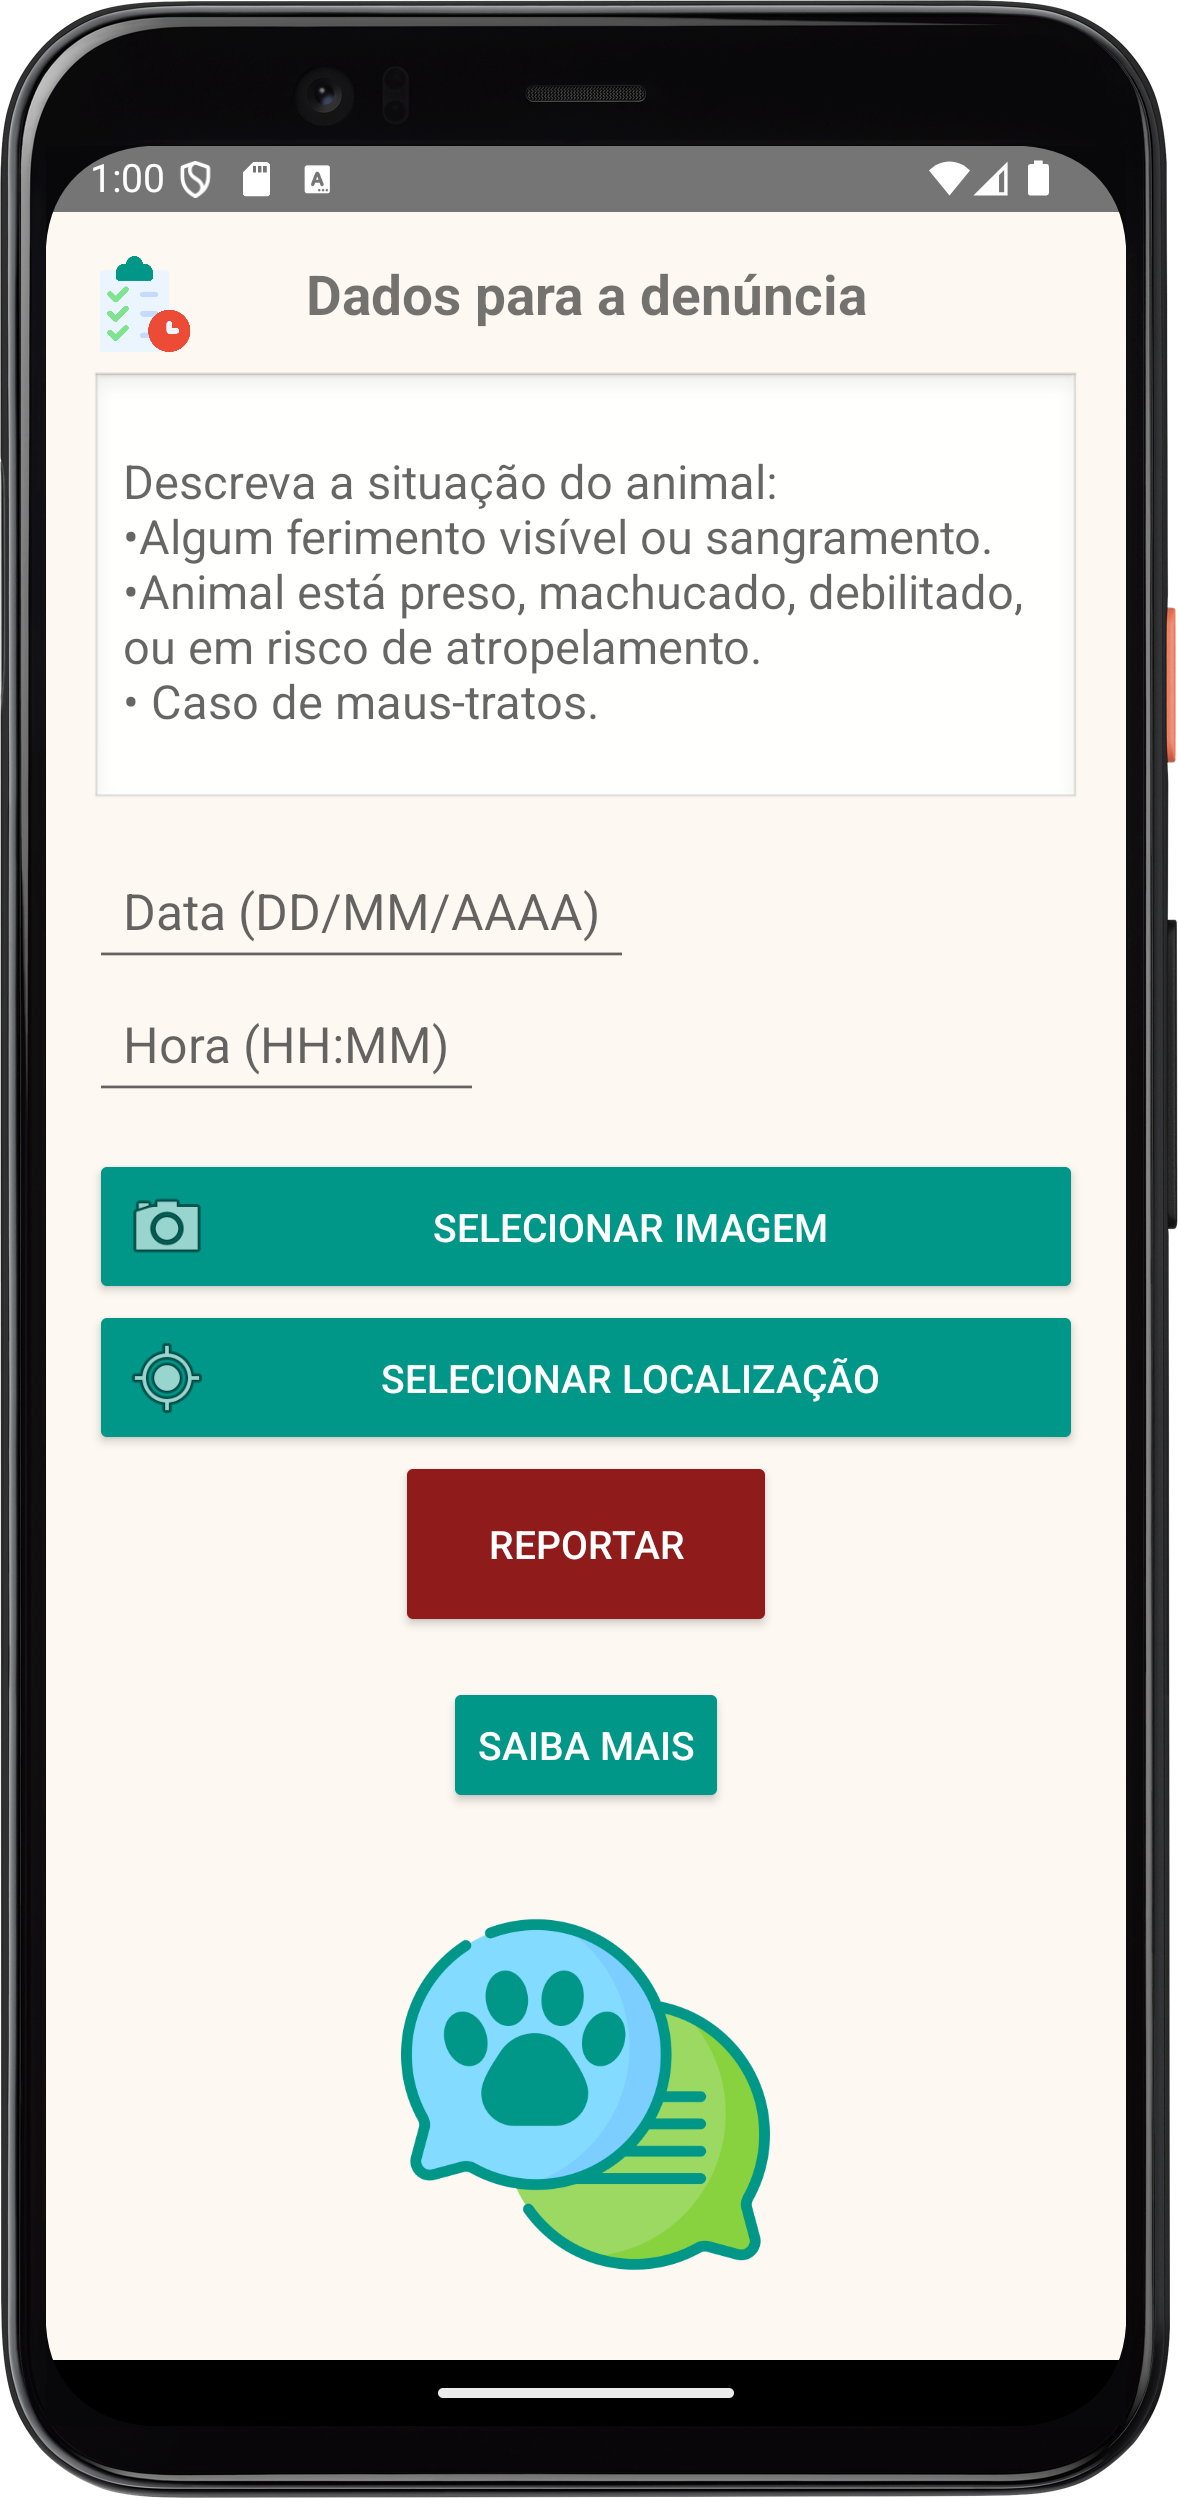 1:00
Dados para a denúncia
Descreva a situação do animal:
•Algum ferimento visível ou sangramento.
•Animal está preso, machucado, debilitado,
ou em risco de atropelamento.
• Caso de maus-tratos.
Data (DD/MM/AAAA)
Hora (HH:MM)
SELECIONAR IMAGEM
SELECIONAR LOCALIZAÇÃO
REPORTAR
SAIBA MAIS